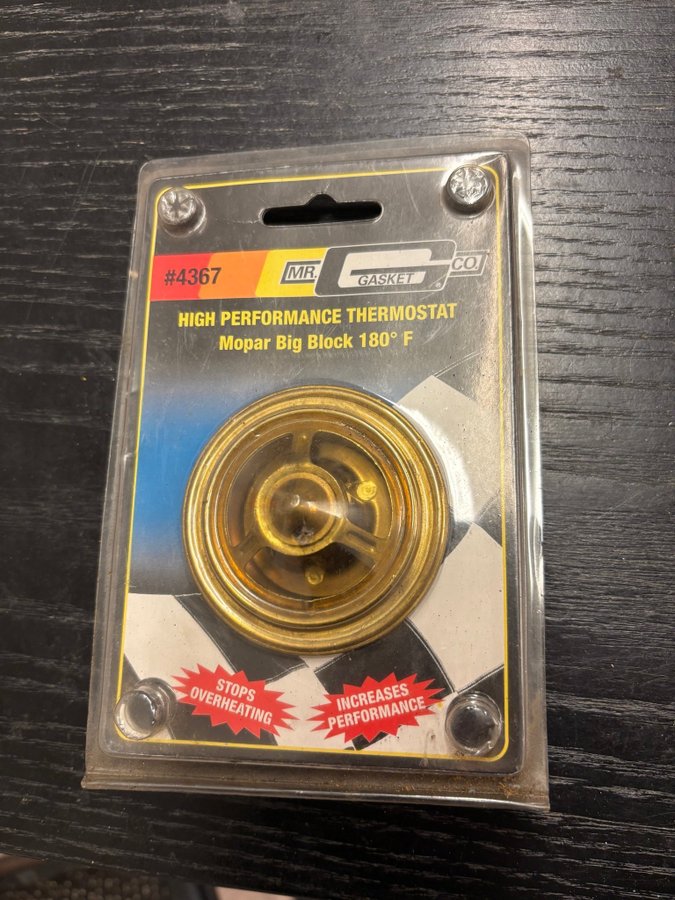 #4367 MR. GASKET CO.
HIGH PERFORMANCE THERMOSTAT
Mopar Big Block 180° F
STOPS
OVERHEATING
INCREASES
PERFORMANCE